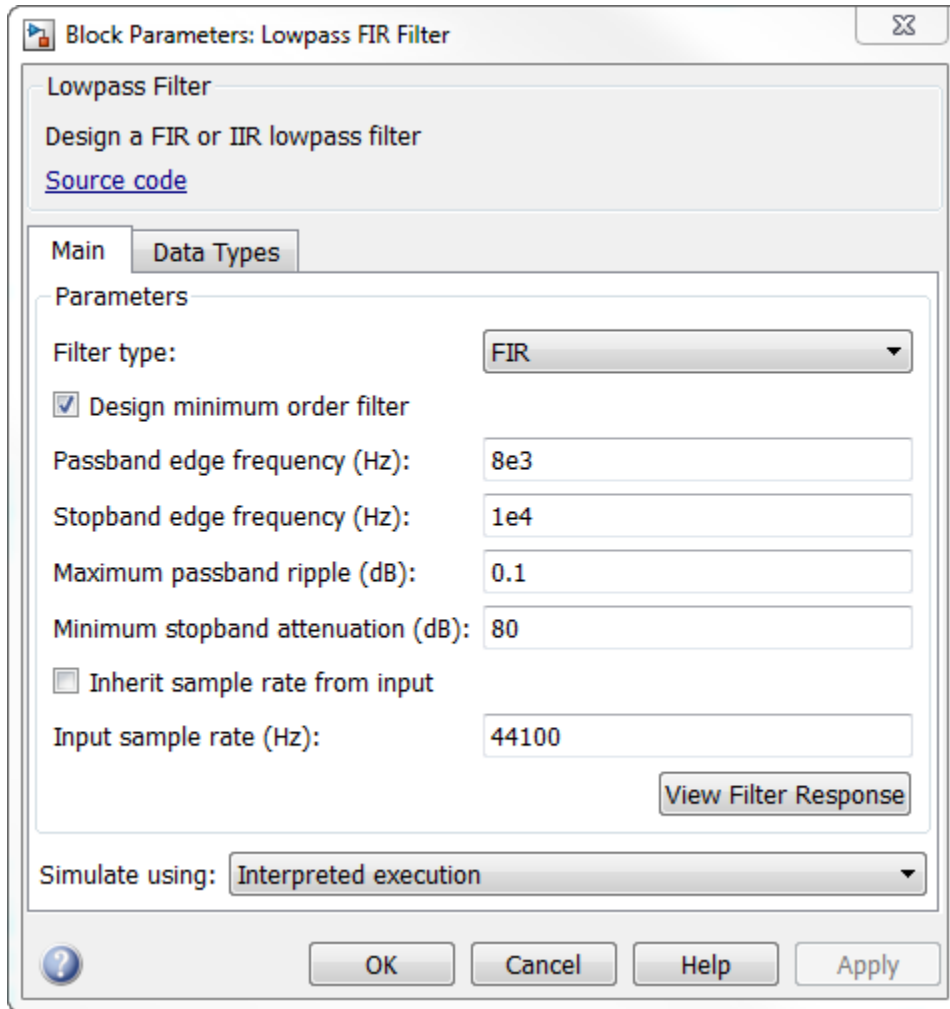 Block Parameters: Lowpass FIR Filter
Lowpass Filter
Design a FIR or IIR lowpass filter
Source code
Main Data Types
Parameters
Filter type: FIR
Design minimum order filter
Passband edge frequency (Hz): 8e3
Stopband edge frequency (Hz): 1e4
Maximum passband ripple (dB): 0.1
Minimum stopband attenuation (dB): 80
Inherit sample rate from input
Input sample rate (Hz): 44100
View Filter Response
Simulate using: Interpreted execution
? OK Cancel Help Apply